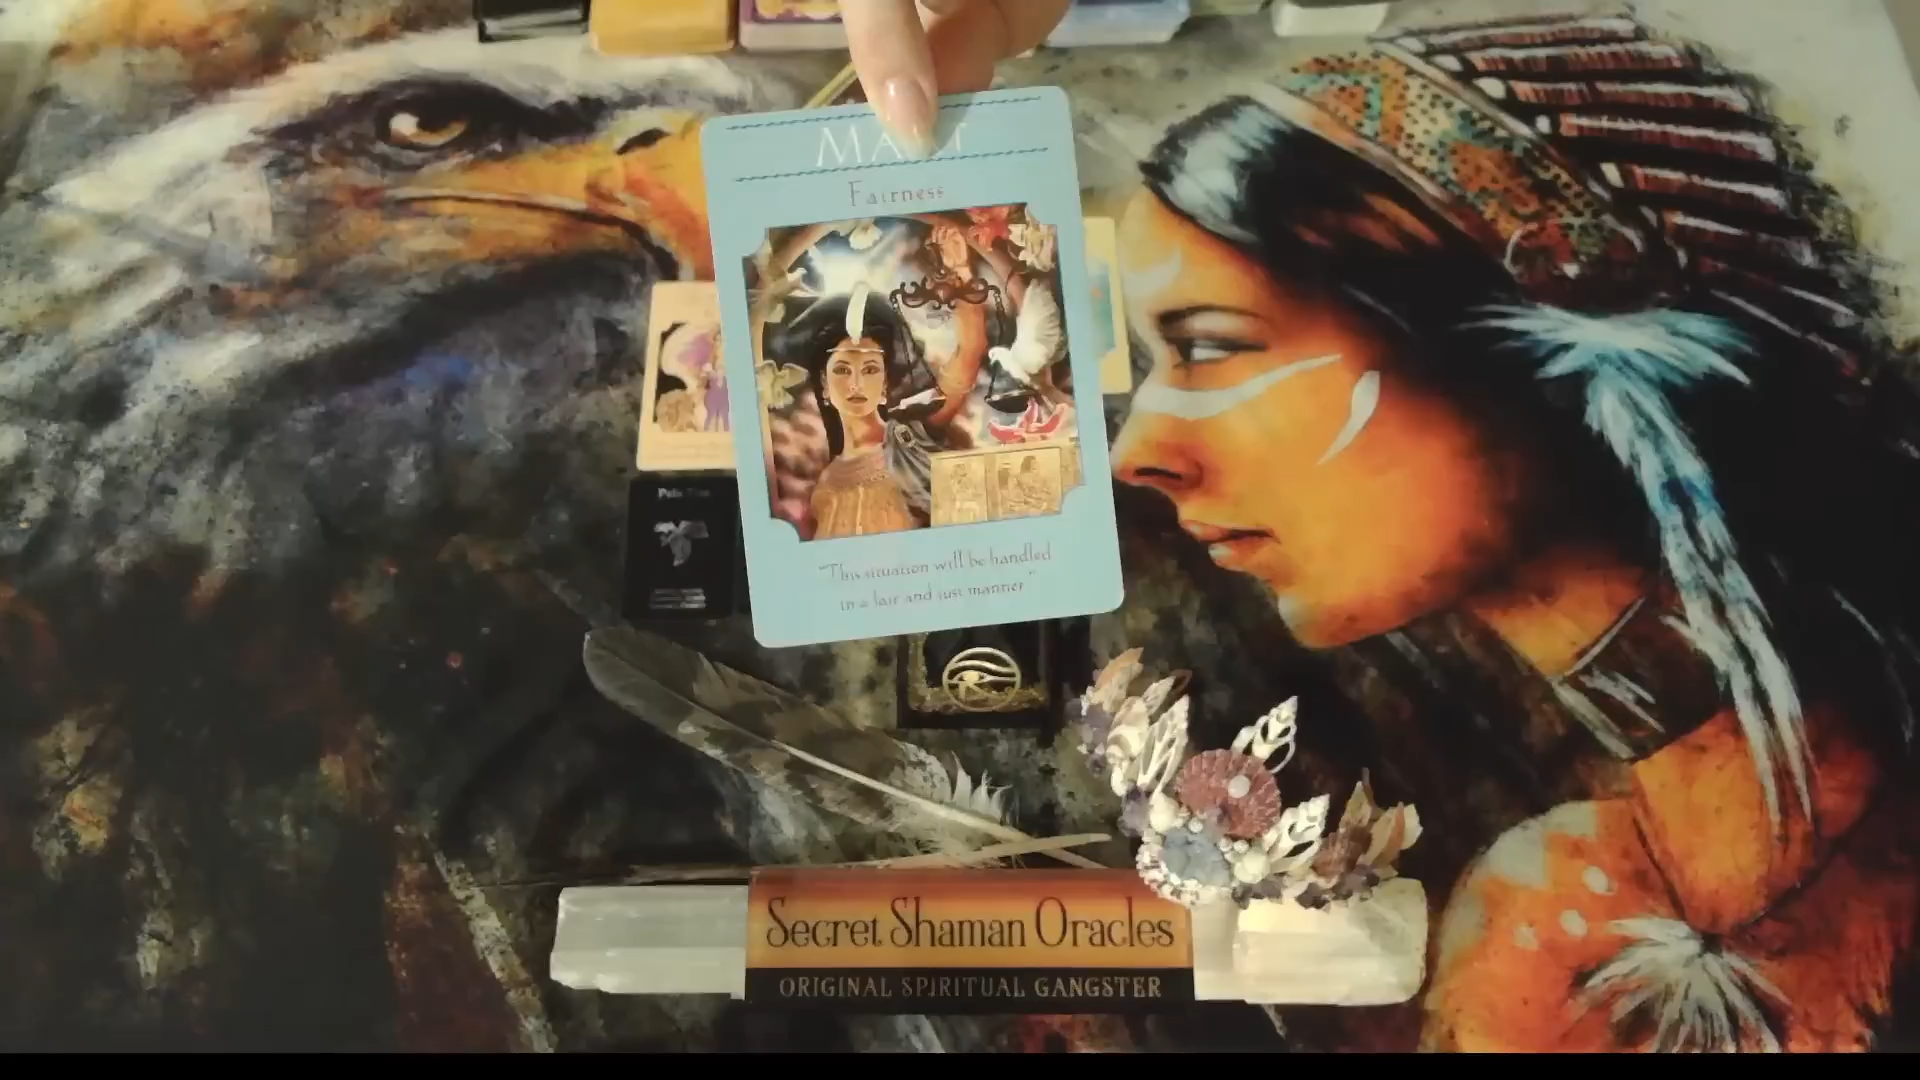 Fairness
"This situation will be handled
in a fair and just manner"
Secret Shaman Oracles
ORIGINAL SPIRITUAL GANGSTER